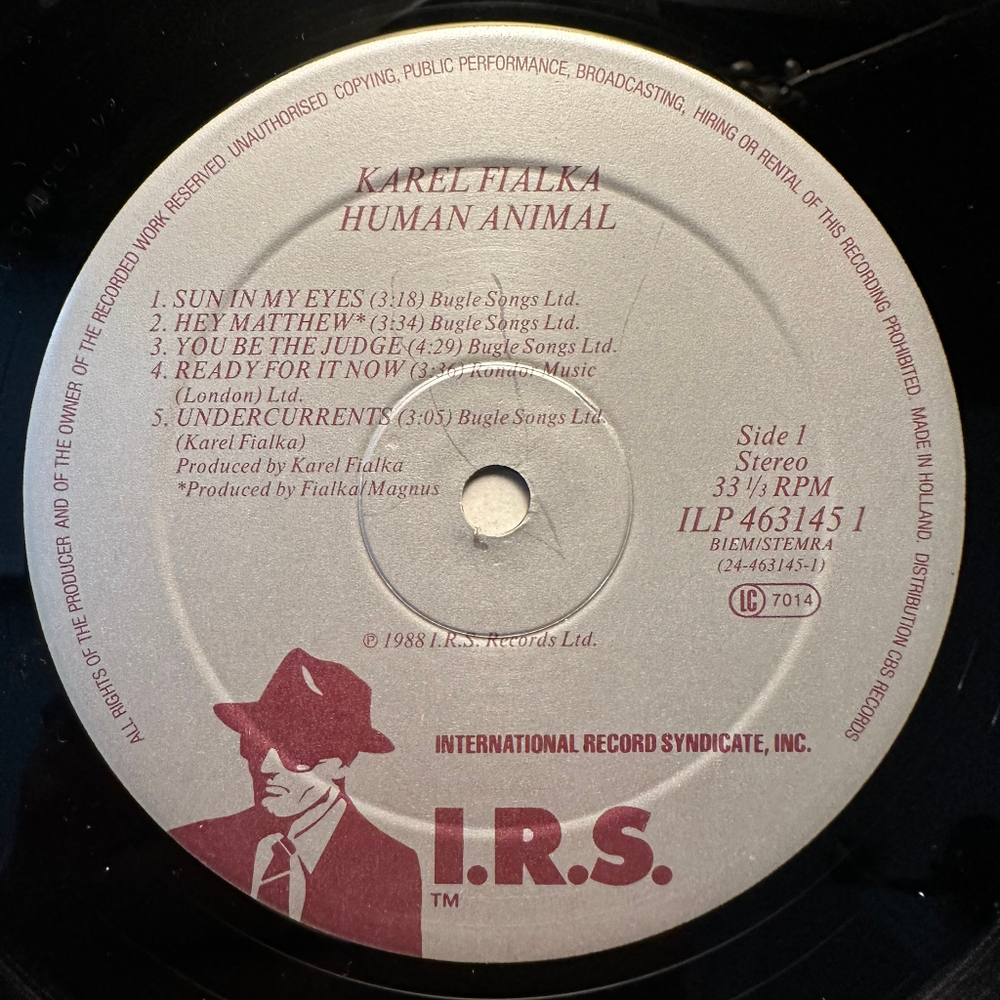 ALL RIGHTS OF THE PRODUCER AND OF THE OWNER OF THE RECORDED WORK RESERVED. UNAUTHORISED COPYING, PUBLIC PERFORMANCE, BROADCASTING, HIRING OR RENTAL OF THIS RECORDING PROHIBITED. MADE IN HOLLAND. DISTRIBUTION CBS RECORDS
KAREL FIALKA
HUMAN ANIMAL
1. SUN IN MY EYES (3:18) Bugle Songs Ltd.
2. HEY MATTHEW* (3:34) Bugle Songs Ltd.
3. YOU BE THE JUDGE (4:29) Bugle Songs Ltd.
4. READY FOR IT NOW (3:36) Rondor Music
(London) Ltd.
5. UNDERCURRENTS (3:05) Bugle Songs Ltd.
(Karel Fialka)
Produced by Karel Fialka
*Produced by Fialka/Magnus
Side 1
Stereo
33 1/3 RPM
ILP 463145 1
BIEM/STEMRA
(24-463145-1)
LC 7014
℗ 1988 I.R.S. Records Ltd.
INTERNATIONAL RECORD SYNDICATE, INC.
I.R.S.
TM